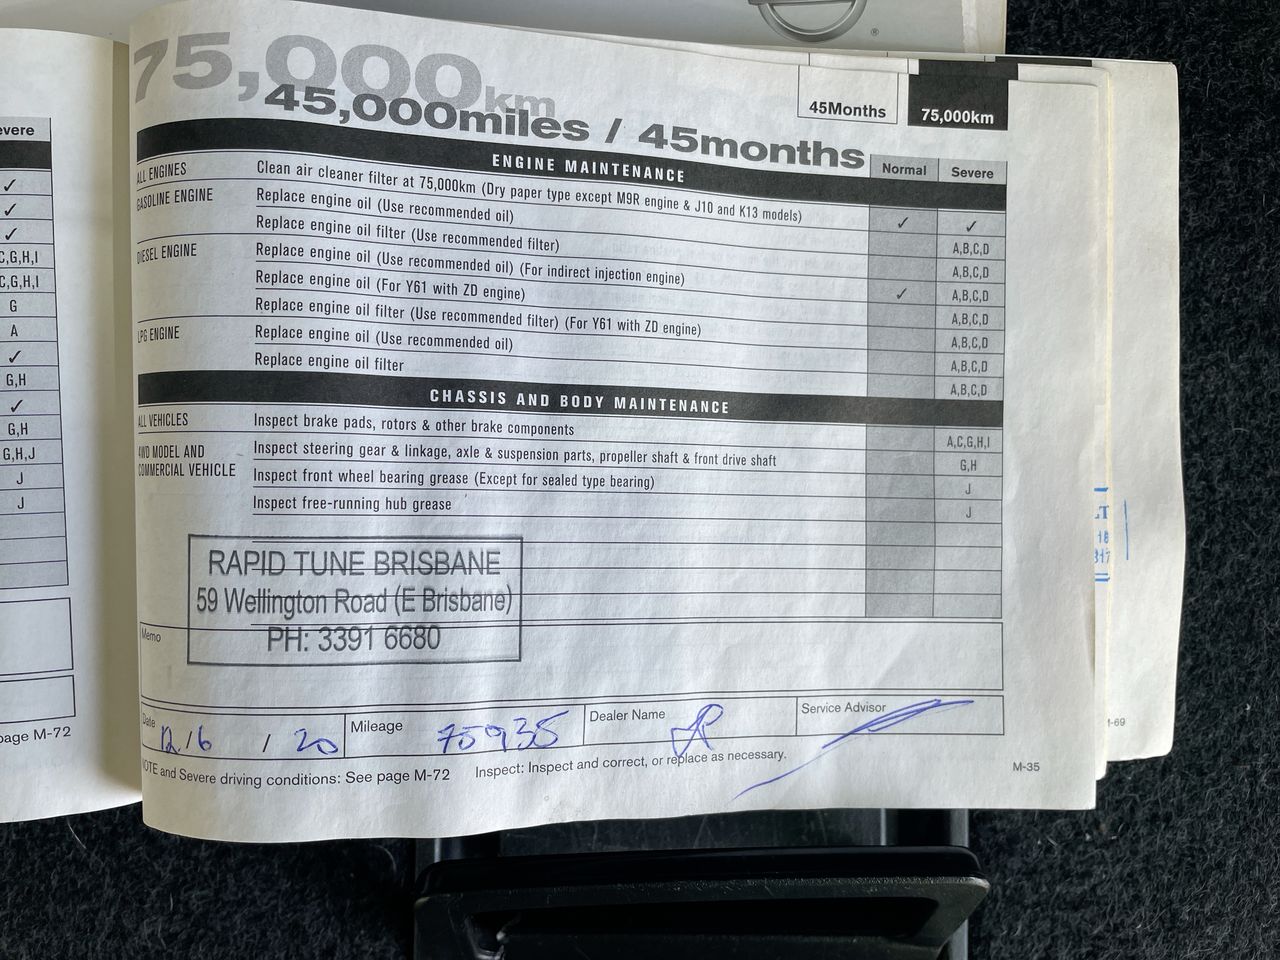 75,000km
45,000miles / 45months
45Months
75,000km
ENGINE MAINTENANCE
Normal
Severe
ALL ENGINES
Clean air cleaner filter at 75,000km (Dry paper type except M9R engine & J10 and K13 models)
✓ ✓
GASOLINE ENGINE
Replace engine oil (Use recommended oil)
A,B,C,D
Replace engine oil filter (Use recommended filter)
A,B,C,D
DIESEL ENGINE
Replace engine oil (Use recommended oil) (For indirect injection engine)
✓ A,B,C,D
Replace engine oil (For Y61 with ZD engine)
A,B,C,D
Replace engine oil filter (Use recommended filter) (For Y61 with ZD engine)
A,B,C,D
LPG ENGINE
Replace engine oil (Use recommended oil)
A,B,C,D
Replace engine oil filter
A,B,C,D
CHASSIS AND BODY MAINTENANCE
ALL VEHICLES
Inspect brake pads, rotors & other brake components
A,C,G,H,I
4WD MODEL AND COMMERCIAL VEHICLE
Inspect steering gear & linkage, axle & suspension parts, propeller shaft & front drive shaft
G,H
Inspect front wheel bearing grease (Except for sealed type bearing)
J
Inspect free-running hub grease
J
RAPID TUNE BRISBANE
59 Wellington Road (E Brisbane)
PH: 3391 6680
Memo
Date 12/6 / 20
Mileage 75935
Dealer Name
Service Advisor
NOTE and Severe driving conditions: See page M-72
Inspect: Inspect and correct, or replace as necessary.
M-35
evere
✓
✓
✓
C,G,H,I
C,G,H,I
G
A
✓
G,H
✓
G,H
G,H,J
J
J
page M-72
LT
18
317
-69